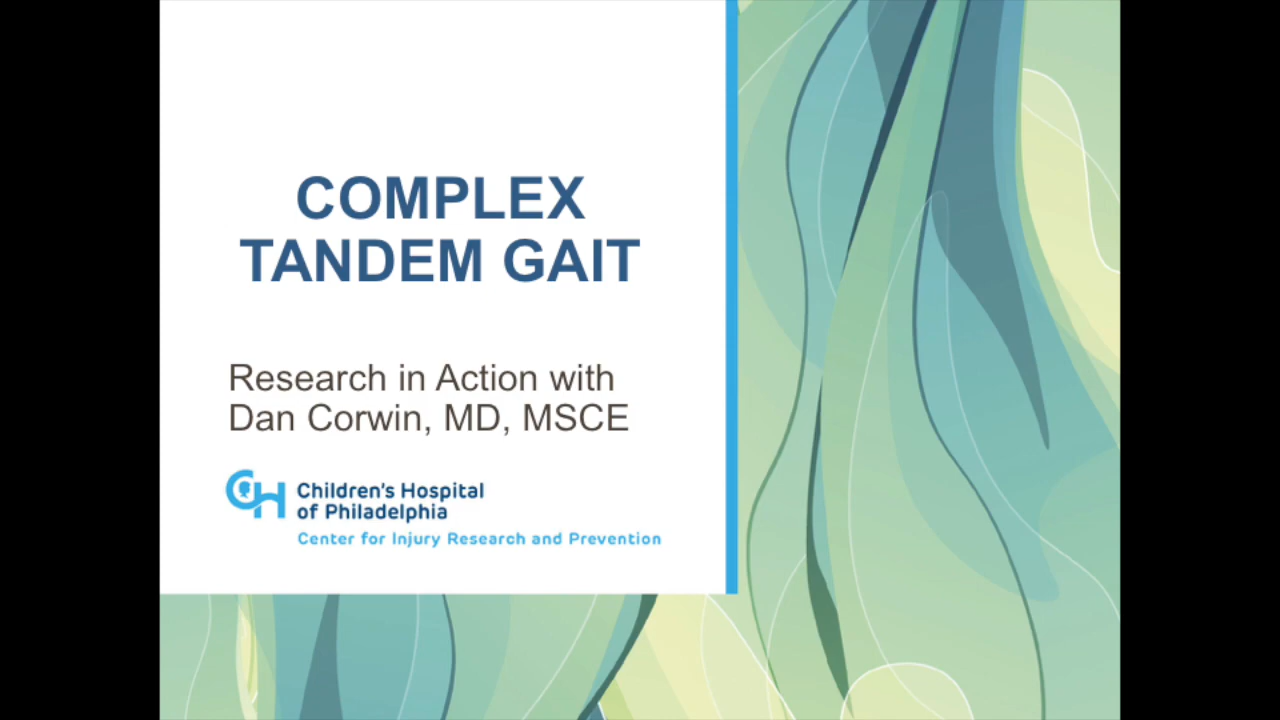 COMPLEX
TANDEM GAIT
Research in Action with
Dan Corwin, MD, MSCE
CH Children's Hospital
of Philadelphia
Center for Injury Research and Prevention